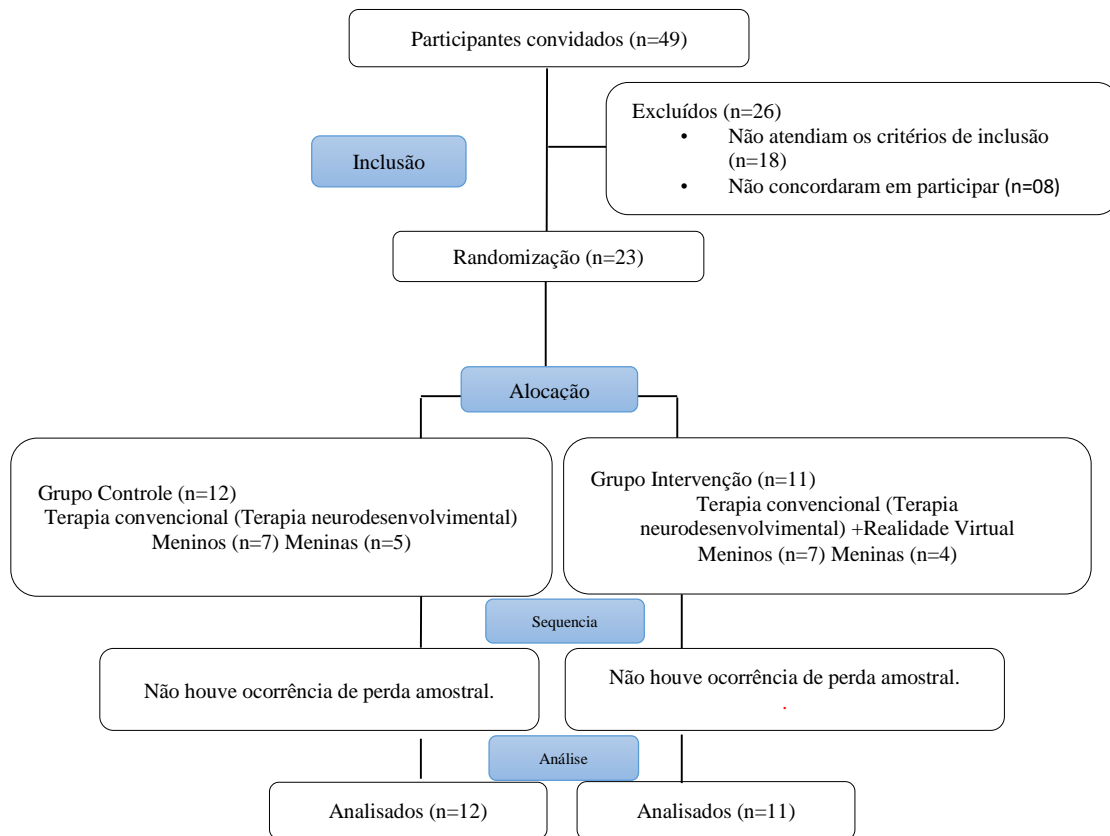 Participantes convidados (n=49)
Excluídos (n=26)
• Não atendiam os critérios de inclusão
(n=18)
• Não concordaram em participar (n=08)
Inclusão
Randomização (n=23)
Alocação
Grupo Controle (n=12)
Terapia convencional (Terapia neurodesenvolvimental)
Meninos (n=7) Meninas (n=5)
Grupo Intervenção (n=11)
Terapia convencional (Terapia
neurodesenvolvimental) +Realidade Virtual
Meninos (n=7) Meninas (n=4)
Sequencia
Não houve ocorrência de perda amostral.
Não houve ocorrência de perda amostral.
.
Análise
Analisados (n=12)
Analisados (n=11)